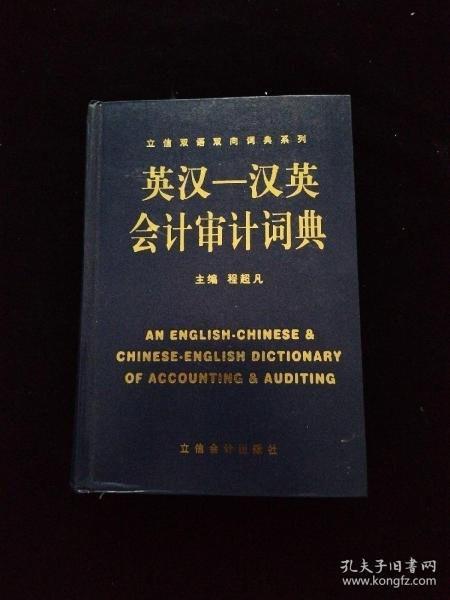 立信双语双向词典系列
英汉—汉英
会计审计词典
主编 程超凡
AN ENGLISH-CHINESE &
CHINESE-ENGLISH DICTIONARY
OF ACCOUNTING & AUDITING
立信会计出版社
孔夫子旧书网
www.kongfz.com